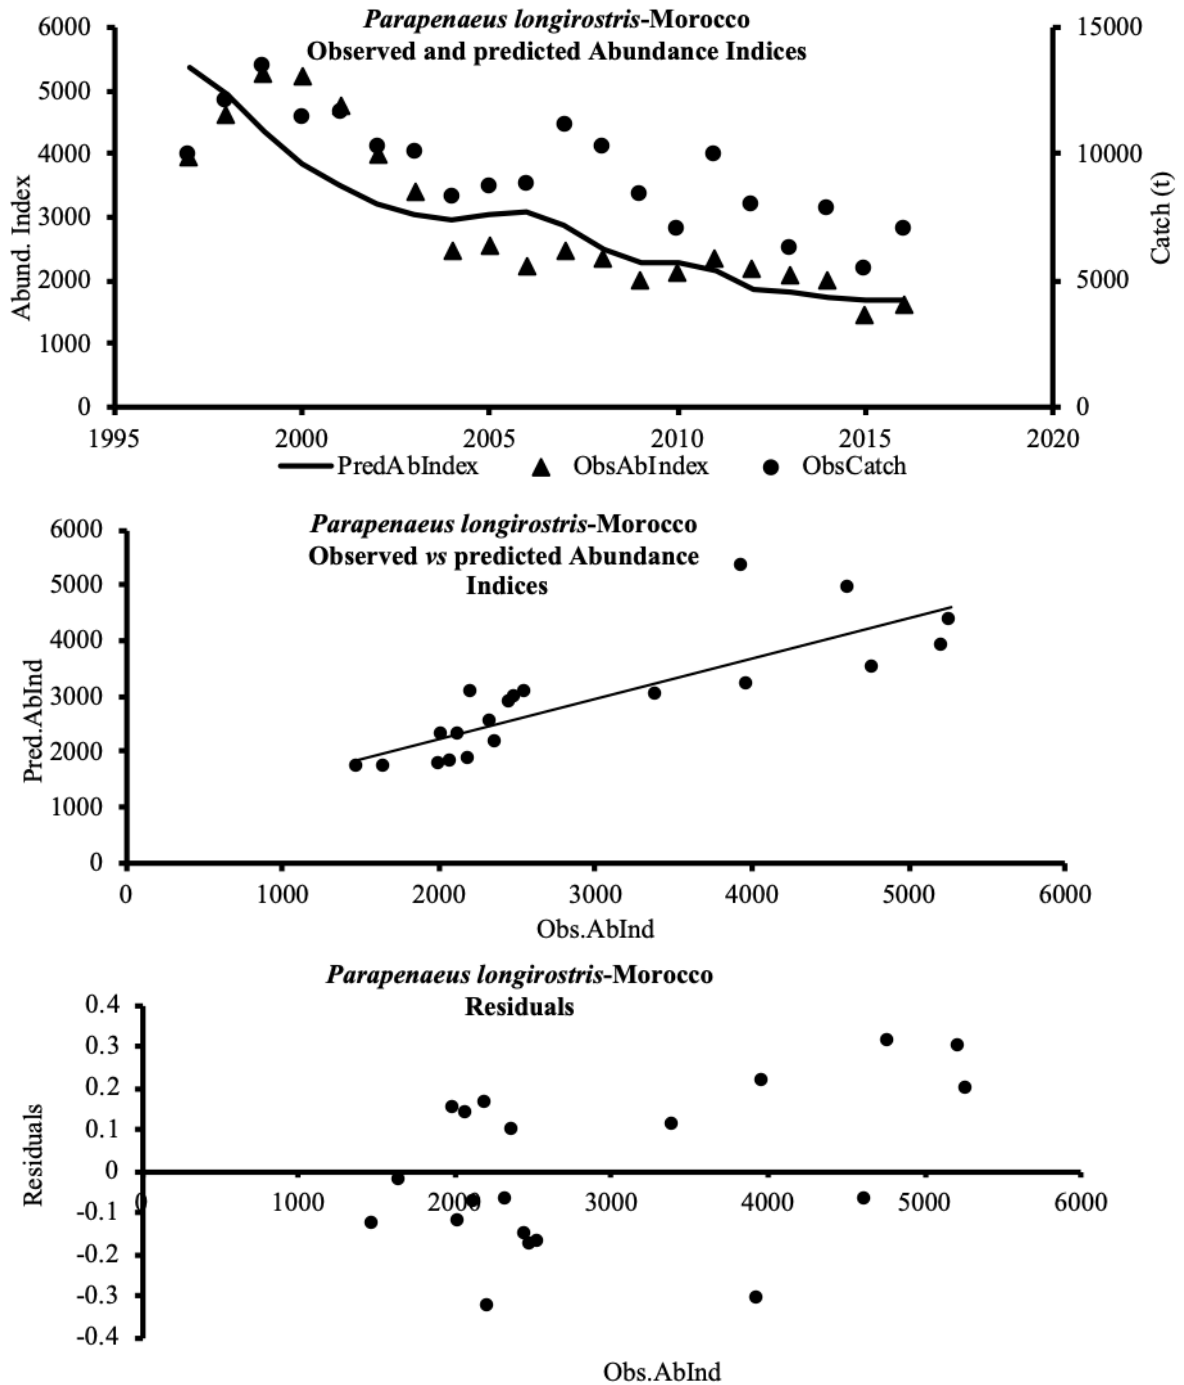 Parapenaeus longirostris-Morocco
Observed and predicted Abundance Indices
6000
5000
4000
3000
2000
1000
0
Abund. Index
15000
10000
5000
0
Catch (t)
1995
2000
2005
2010
2015
2020
PredAbIndex
ObsAbIndex
ObsCatch
Parapenaeus longirostris-Morocco
Observed vs predicted Abundance
Indices
6000
5000
4000
3000
2000
1000
0
Pred.AbInd
0
1000
2000
3000
4000
5000
6000
Obs.AbInd
Parapenaeus longirostris-Morocco
Residuals
0.4
0.3
0.2
0.1
0
-0.1
-0.2
-0.3
-0.4
Residuals
0
1000
2000
3000
4000
5000
6000
Obs.AbInd